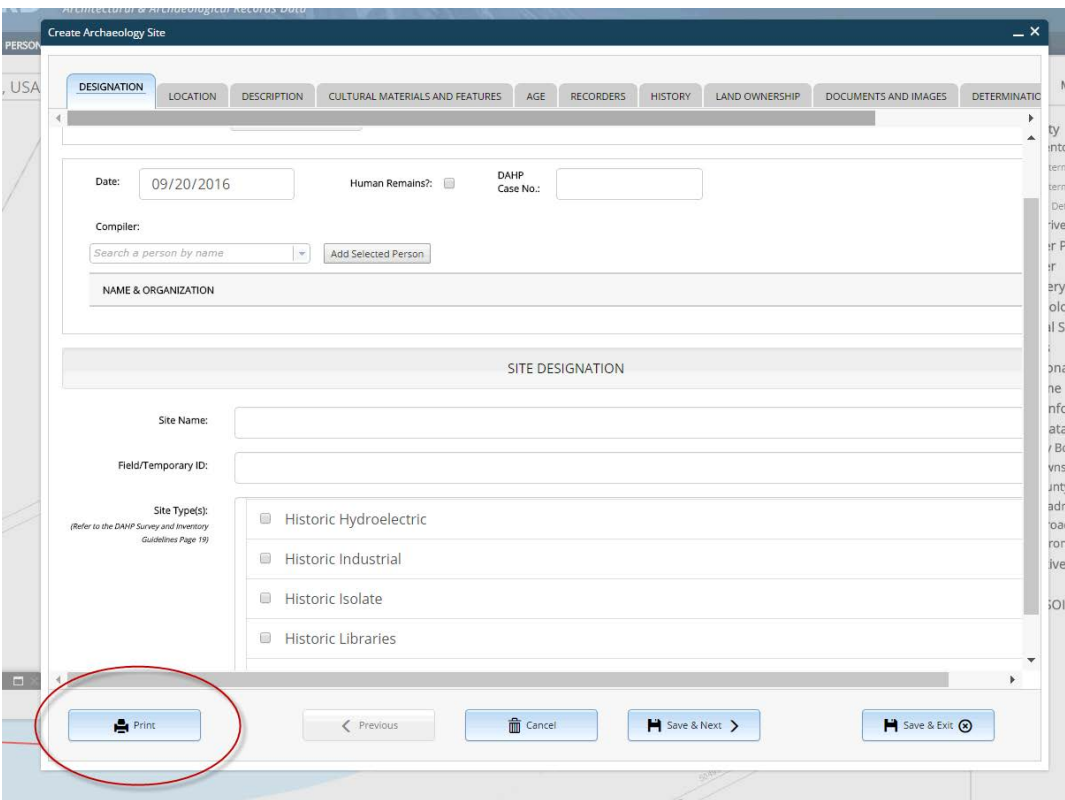 Architectural & Archaeological Records Data
Create Archaeology Site
PERSON
, USA
DESIGNATION LOCATION DESCRIPTION CULTURAL MATERIALS AND FEATURES AGE RECORDERS HISTORY LAND OWNERSHIP DOCUMENTS AND IMAGES DETERMINATIO
Date: 09/20/2016 Human Remains?: DAHP Case No.:
Compiler:
Search a person by name Add Selected Person
NAME & ORGANIZATION
SITE DESIGNATION
Site Name:
Field/Temporary ID:
Site Type(s):
(Refer to the DAHP Survey and Inventory
Guidelines Page 19)
Historic Hydroelectric
Historic Industrial
Historic Isolate
Historic Libraries
Print Previous Cancel Save & Next Save & Exit